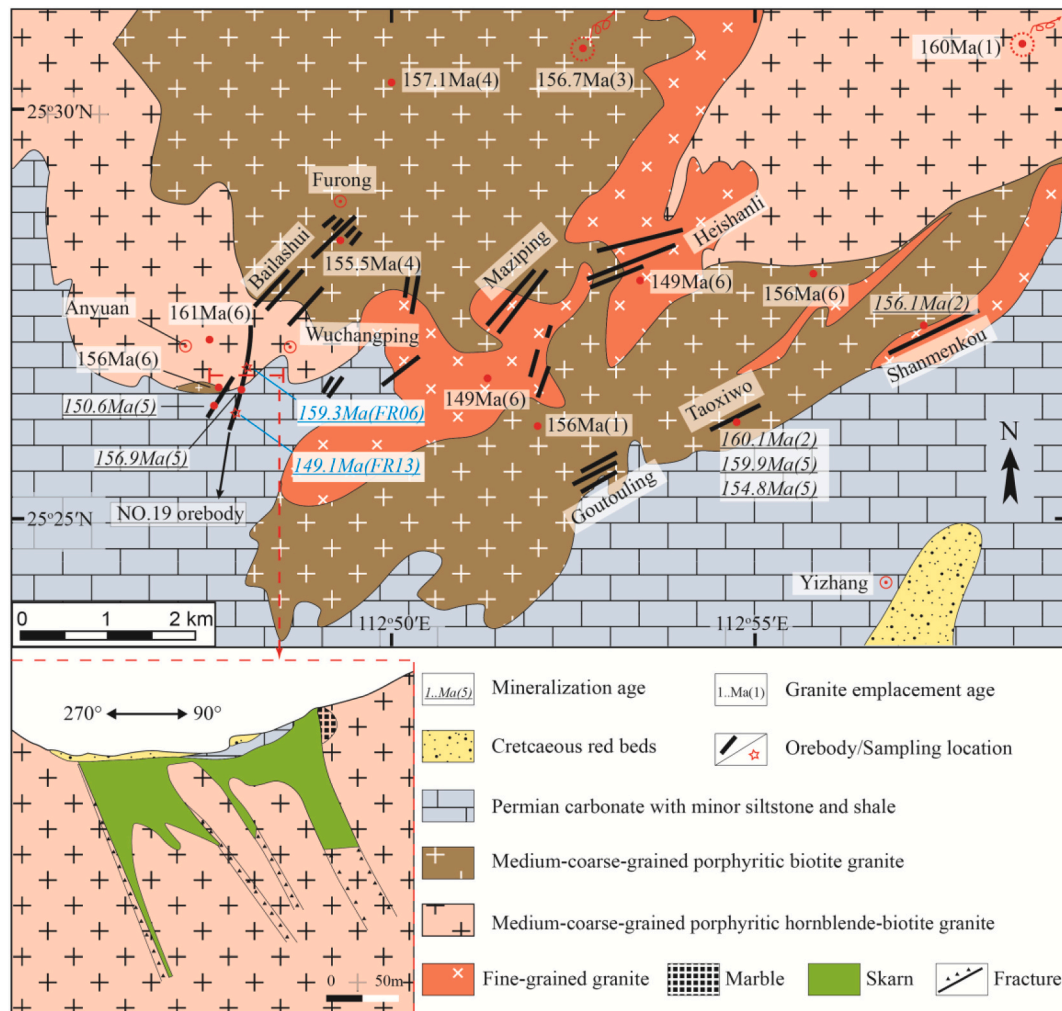 160Ma(1)
156.7Ma(3)
157.1Ma(4)
25°30′N
Furong
Heishanli
Bailashui
155.5Ma(4)
Maziping
149Ma(6)
156Ma(6)
156.1Ma(2)
Anyuan
161Ma(6)
Wuchangping
Shanmenkou
156Ma(6)
149Ma(6)
Taoxiwo
150.6Ma(5)
159.3Ma(FR06)
156Ma(1)
160.1Ma(2)
N
156.9Ma(5)
149.1Ma(FR13)
159.9Ma(5)
Goutouling
154.8Ma(5)
NO.19 orebody
25°25′N
Yizhang
0 1 2 km
112°50′E
112°55′E
270° 90°
0 50m
1..Ma(5) Mineralization age
1..Ma(1) Granite emplacement age
Cretcaeous red beds
Orebody/Sampling location
Permian carbonate with minor siltstone and shale
Medium-coarse-grained porphyritic biotite granite
Medium-coarse-grained porphyritic hornblende-biotite granite
Fine-grained granite
Marble
Skarn
Fracture